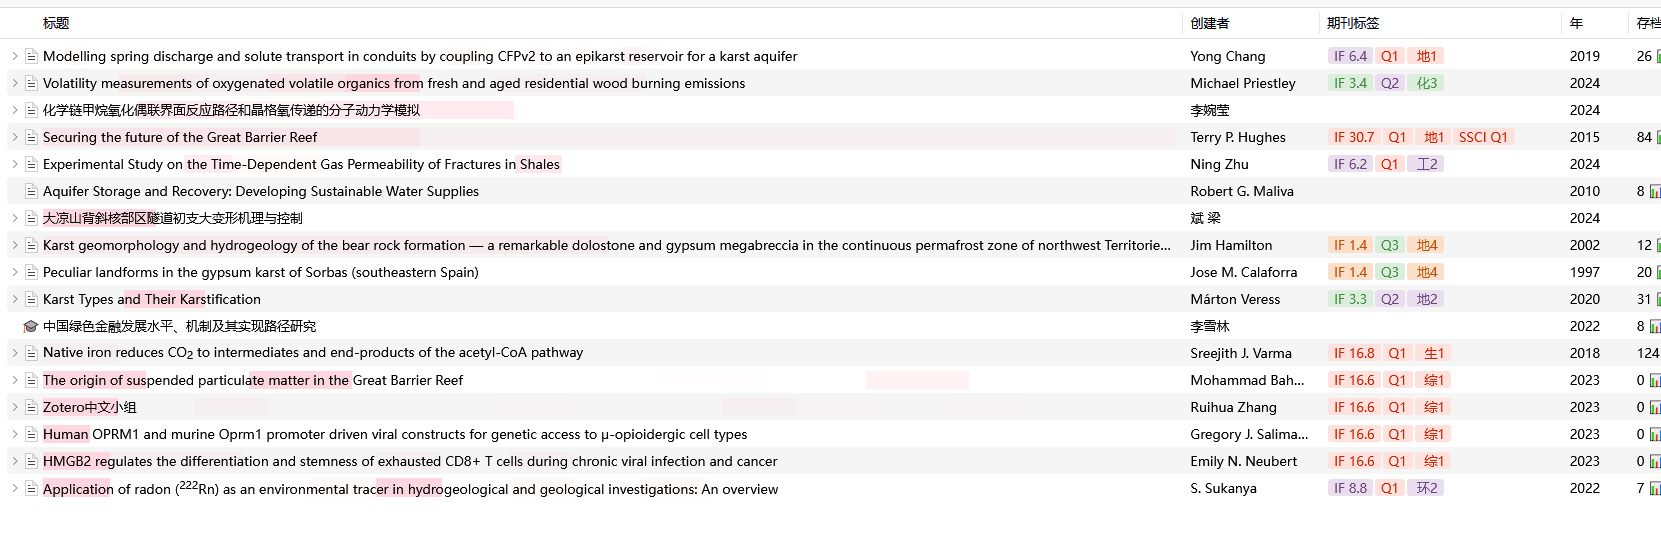 标题 创建者 期刊标签 年 存档
Modelling spring discharge and solute transport in conduits by coupling CFPv2 to an epikarst reservoir for a karst aquifer Yong Chang IF 6.4 Q1 地1 2019 26
Volatility measurements of oxygenated volatile organics from fresh and aged residential wood burning emissions Michael Priestley IF 3.4 Q2 化3 2024
化学链甲烷氧化偶联界面反应路径和晶格氧传递的分子动力学模拟 李婉莹 2024
Securing the future of the Great Barrier Reef Terry P. Hughes IF 30.7 Q1 地1 SSCI Q1 2015 84
Experimental Study on the Time-Dependent Gas Permeability of Fractures in Shales Ning Zhu IF 6.2 Q1 工2 2024
Aquifer Storage and Recovery: Developing Sustainable Water Supplies Robert G. Maliva 2010 8
大凉山背斜核部区隧道初支大变形机理与控制 斌 梁 2024
Karst geomorphology and hydrogeology of the bear rock formation — a remarkable dolostone and gypsum megabreccia in the continuous permafrost zone of northwest Territorie... Jim Hamilton IF 1.4 Q3 地4 2002 12
Peculiar landforms in the gypsum karst of Sorbas (southeastern Spain) Jose M. Calaforra IF 1.4 Q3 地4 1997 20
Karst Types and Their Karstification Márton Veress IF 3.3 Q2 地2 2020 31
中国绿色金融发展水平、机制及其实现路径研究 李雪林 2022 8
Native iron reduces CO₂ to intermediates and end-products of the acetyl-CoA pathway Sreejith J. Varma IF 16.8 Q1 生1 2018 124
The origin of suspended particulate matter in the Great Barrier Reef Mohammad Bah... IF 16.6 Q1 综1 2023 0
Zotero中文小组 Ruihua Zhang IF 16.6 Q1 综1 2023 0
Human OPRM1 and murine Oprm1 promoter driven viral constructs for genetic access to μ-opioidergic cell types Gregory J. Salima... IF 16.6 Q1 综1 2023 0
HMGB2 regulates the differentiation and stemness of exhausted CD8+ T cells during chronic viral infection and cancer Emily N. Neubert IF 16.6 Q1 综1 2023 0
Application of radon (²²²Rn) as an environmental tracer in hydrogeological and geological investigations: An overview S. Sukanya IF 8.8 Q1 环2 2022 7